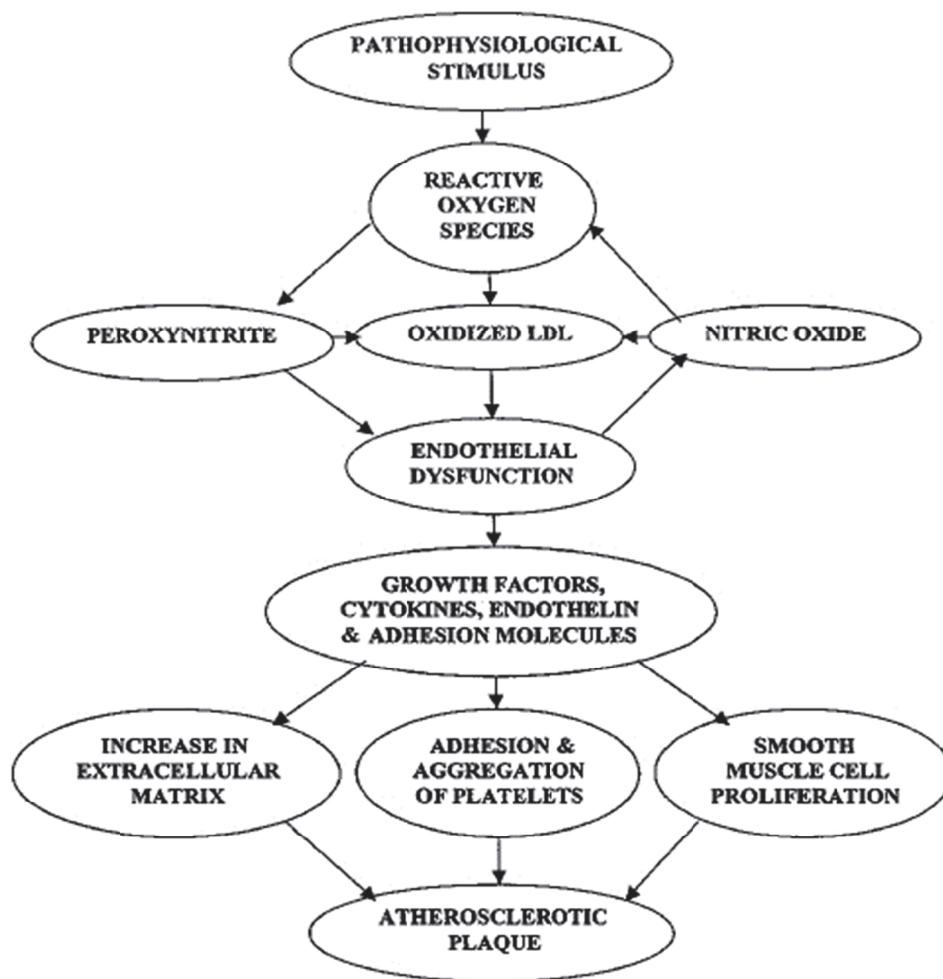 PATHOPHYSIOLOGICAL
STIMULUS
REACTIVE
OXYGEN
SPECIES
PEROXYNITRITE
OXIDIZED LDL
NITRIC OXIDE
ENDOTHELIAL
DYSFUNCTION
GROWTH FACTORS,
CYTOKINES, ENDOTHELIN
& ADHESION MOLECULES
INCREASE IN
EXTRACELLULAR
MATRIX
ADHESION &
AGGREGATION
OF PLATELETS
SMOOTH
MUSCLE CELL
PROLIFERATION
ATHEROSCLEROTIC
PLAQUE